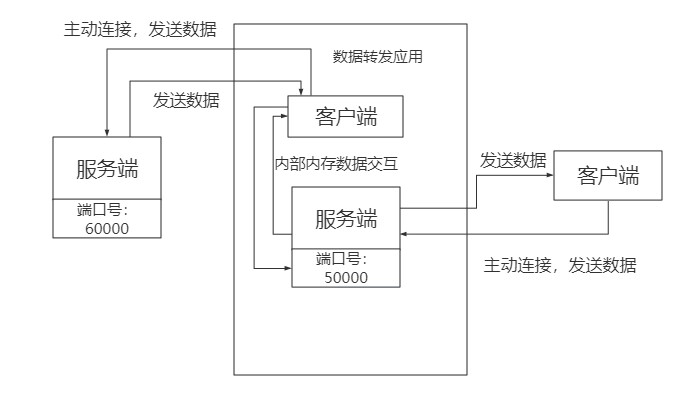 主动连接，发送数据
数据转发应用
发送数据
客户端
服务端
端口号：
60000
内部内存数据交互
发送数据
客户端
服务端
端口号：
50000
主动连接，发送数据